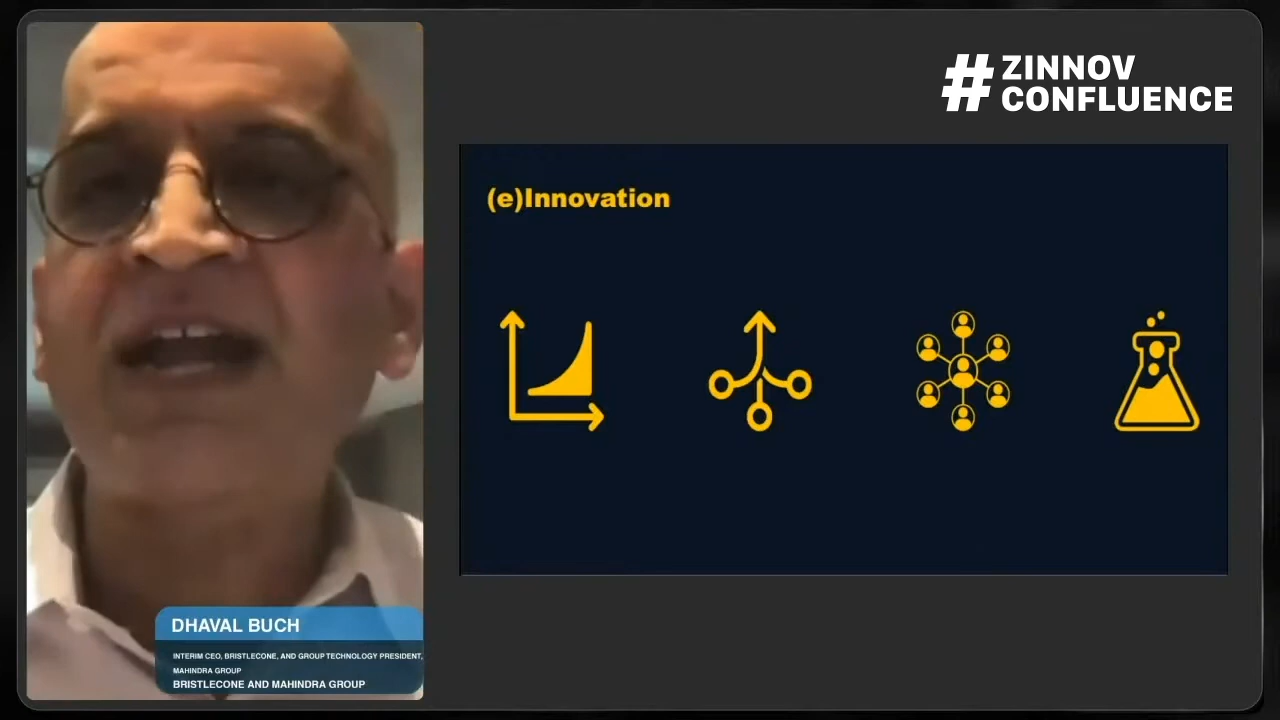 # ZINNOV
CONFLUENCE
(e)Innovation
DHAVAL BUCH
INTERIM CEO, BRISTLECONE, AND GROUP TECHNOLOGY PRESIDENT,
MAHINDRA GROUP
BRISTLECONE AND MAHINDRA GROUP